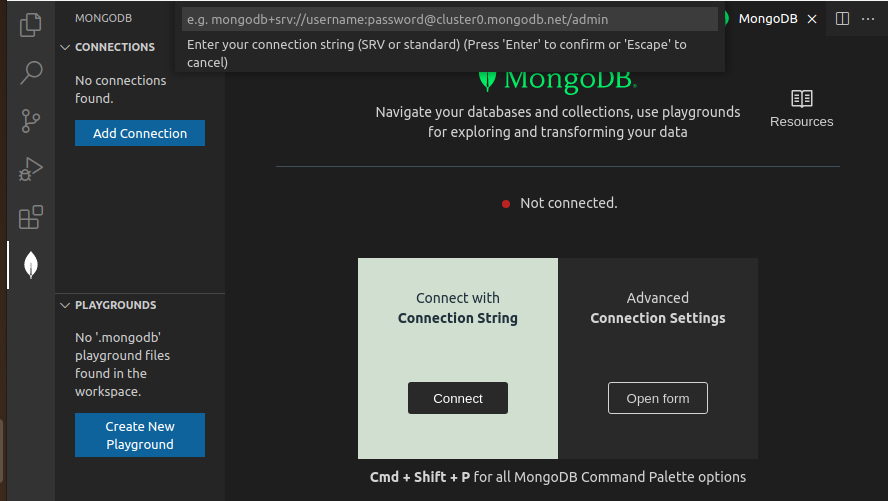 MONGODB
CONNECTIONS
No connections
found.
Add Connection
PLAYGROUNDS
No '.mongodb'
playground files
found in the
workspace.
Create New
Playground
e.g. mongodb+srv://username:password@cluster0.mongodb.net/admin
Enter your connection string (SRV or standard) (Press 'Enter' to confirm or 'Escape' to
cancel)
MongoDB
MongoDB.
Navigate your databases and collections, use playgrounds
for exploring and transforming your data
Resources
Not connected.
Connect with
Connection String
Connect
Advanced
Connection Settings
Open form
Cmd + Shift + P for all MongoDB Command Palette options